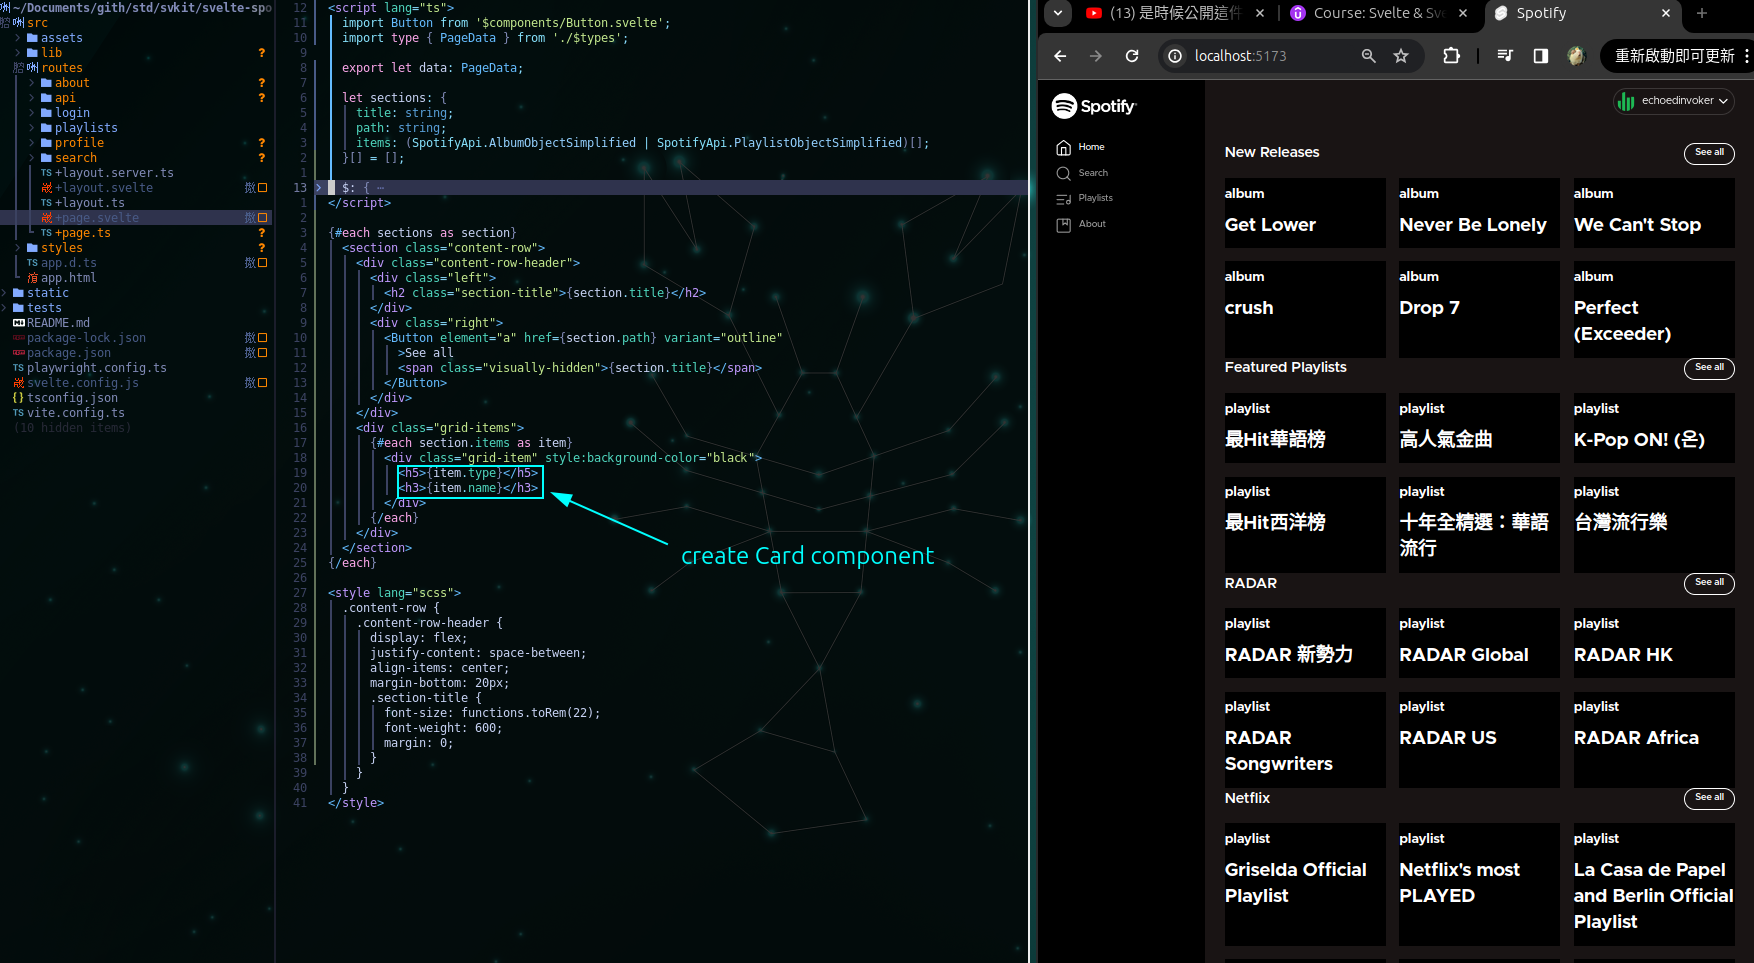 ~/Documents/gith/std/svkit/svelte-spo
src
assets
lib ?
routes
about ?
api ?
login
playlists
profile ?
search ?
TS +layout.server.ts
+layout.svelte
TS +layout.ts
+page.svelte
+page.ts ?
styles ?
TS app.d.ts
app.html
static
tests
README.md
package-lock.json
package.json
TS playwright.config.ts
svelte.config.js
{} tsconfig.json
TS vite.config.ts
(10 hidden items)
12 <script lang="ts">
11 import Button from '$components/Button.svelte';
10 import type { PageData } from './$types';
9
8 export let data: PageData;
7
6 let sections: {
5 title: string;
4 path: string;
3 items: (SpotifyApi.AlbumObjectSimplified | SpotifyApi.PlaylistObjectSimplified)[];
2 }[] = [];
1
13 $: { ⋯
1 </script>
2
3 {#each sections as section}
4 <section class="content-row">
5 <div class="content-row-header">
6 <div class="left">
7 <h2 class="section-title">{section.title}</h2>
8 </div>
9 <div class="right">
10 <Button element="a" href={section.path} variant="outline"
11 >See all
12 <span class="visually-hidden">{section.title}</span>
13 </Button>
14 </div>
15 </div>
16 <div class="grid-items">
17 {#each section.items as item}
18 <div class="grid-item" style:background-color="black">
19 <h5>{item.type}</h5>
20 <h3>{item.name}</h3>
21 </div>
22 {/each}
23 </div>
24 </section>
25 {/each}
26
27 <style lang="scss">
28 .content-row {
29 .content-row-header {
30 display: flex;
31 justify-content: space-between;
32 align-items: center;
33 margin-bottom: 20px;
34 .section-title {
35 font-size: functions.toRem(22);
36 font-weight: 600;
37 margin: 0;
38 }
39 }
40 }
41 </style>
create Card component
(13) 是時候公開這件
Course: Svelte & Sve
Spotify
localhost:5173
重新啟動即可更新
Spotify
echoedinvoker
Home
Search
Playlists
About
New Releases See all
album album album
Get Lower Never Be Lonely We Can't Stop
album album album
crush Drop 7 Perfect
(Exceeder)
Featured Playlists See all
playlist playlist playlist
最Hit華語榜 高人氣金曲 K-Pop ON! (온)
playlist playlist playlist
最Hit西洋榜 十年全精選：華語 台灣流行樂
流行
RADAR See all
playlist playlist playlist
RADAR 新勢力 RADAR Global RADAR HK
playlist playlist playlist
RADAR RADAR US RADAR Africa
Songwriters
Netflix See all
playlist playlist playlist
Griselda Official Netflix's most La Casa de Papel
Playlist PLAYED and Berlin Official
Playlist